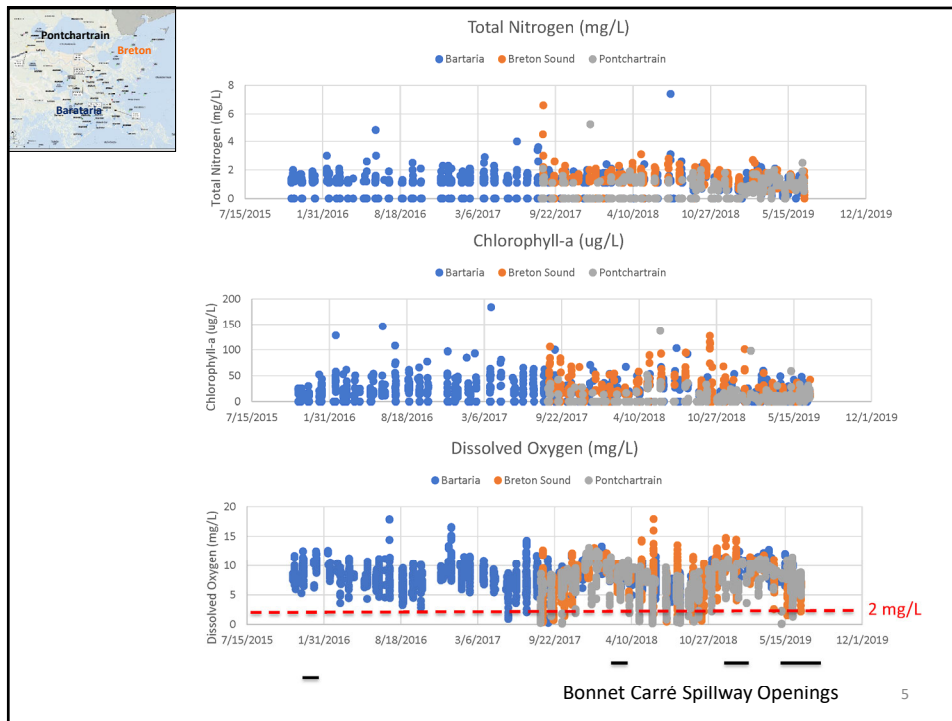 Pontchartrain
Breton
Barataria
Total Nitrogen (mg/L)
Bartaria Breton Sound Pontchartrain
Total Nitrogen (mg/L)
8
6
4
2
0
7/15/2015 1/31/2016 8/18/2016 3/6/2017 9/22/2017 4/10/2018 10/27/2018 5/15/2019 12/1/2019
Chlorophyll-a (ug/L)
Bartaria Breton Sound Pontchartrain
Chlorophyll-a (ug/L)
200
150
100
50
0
7/15/2015 1/31/2016 8/18/2016 3/6/2017 9/22/2017 4/10/2018 10/27/2018 5/15/2019 12/1/2019
Dissolved Oxygen (mg/L)
Bartaria Breton Sound Pontchartrain
Dissolved Oxygen (mg/L)
20
15
10
5
0
2 mg/L
7/15/2015 1/31/2016 8/18/2016 3/6/2017 9/22/2017 4/10/2018 10/27/2018 5/15/2019 12/1/2019
Bonnet Carré Spillway Openings
5